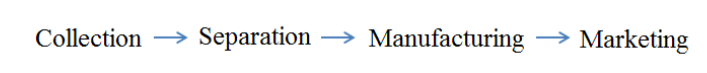 Collection → Separation → Manufacturing → Marketing